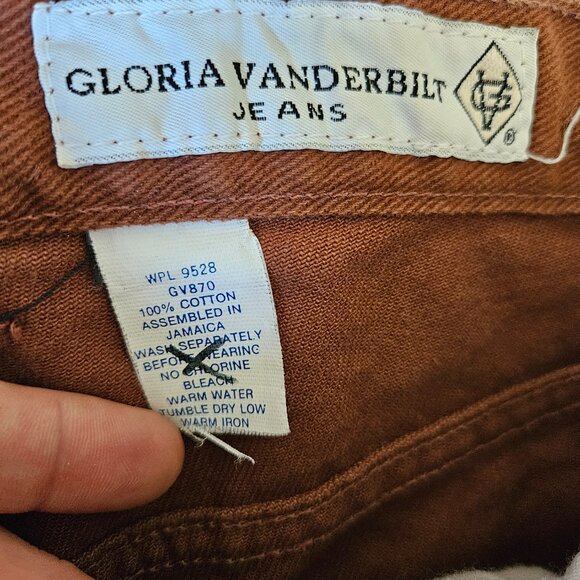 GLORIA VANDERBILT
JEANS
GV
®
WPL 9528
GV870
100% COTTON
ASSEMBLED IN
JAMAICA
WASH SEPARATELY
BEFORE WEARING
NO CHLORINE
BLEACH
WARM WATER
TUMBLE DRY LOW
WARM IRON